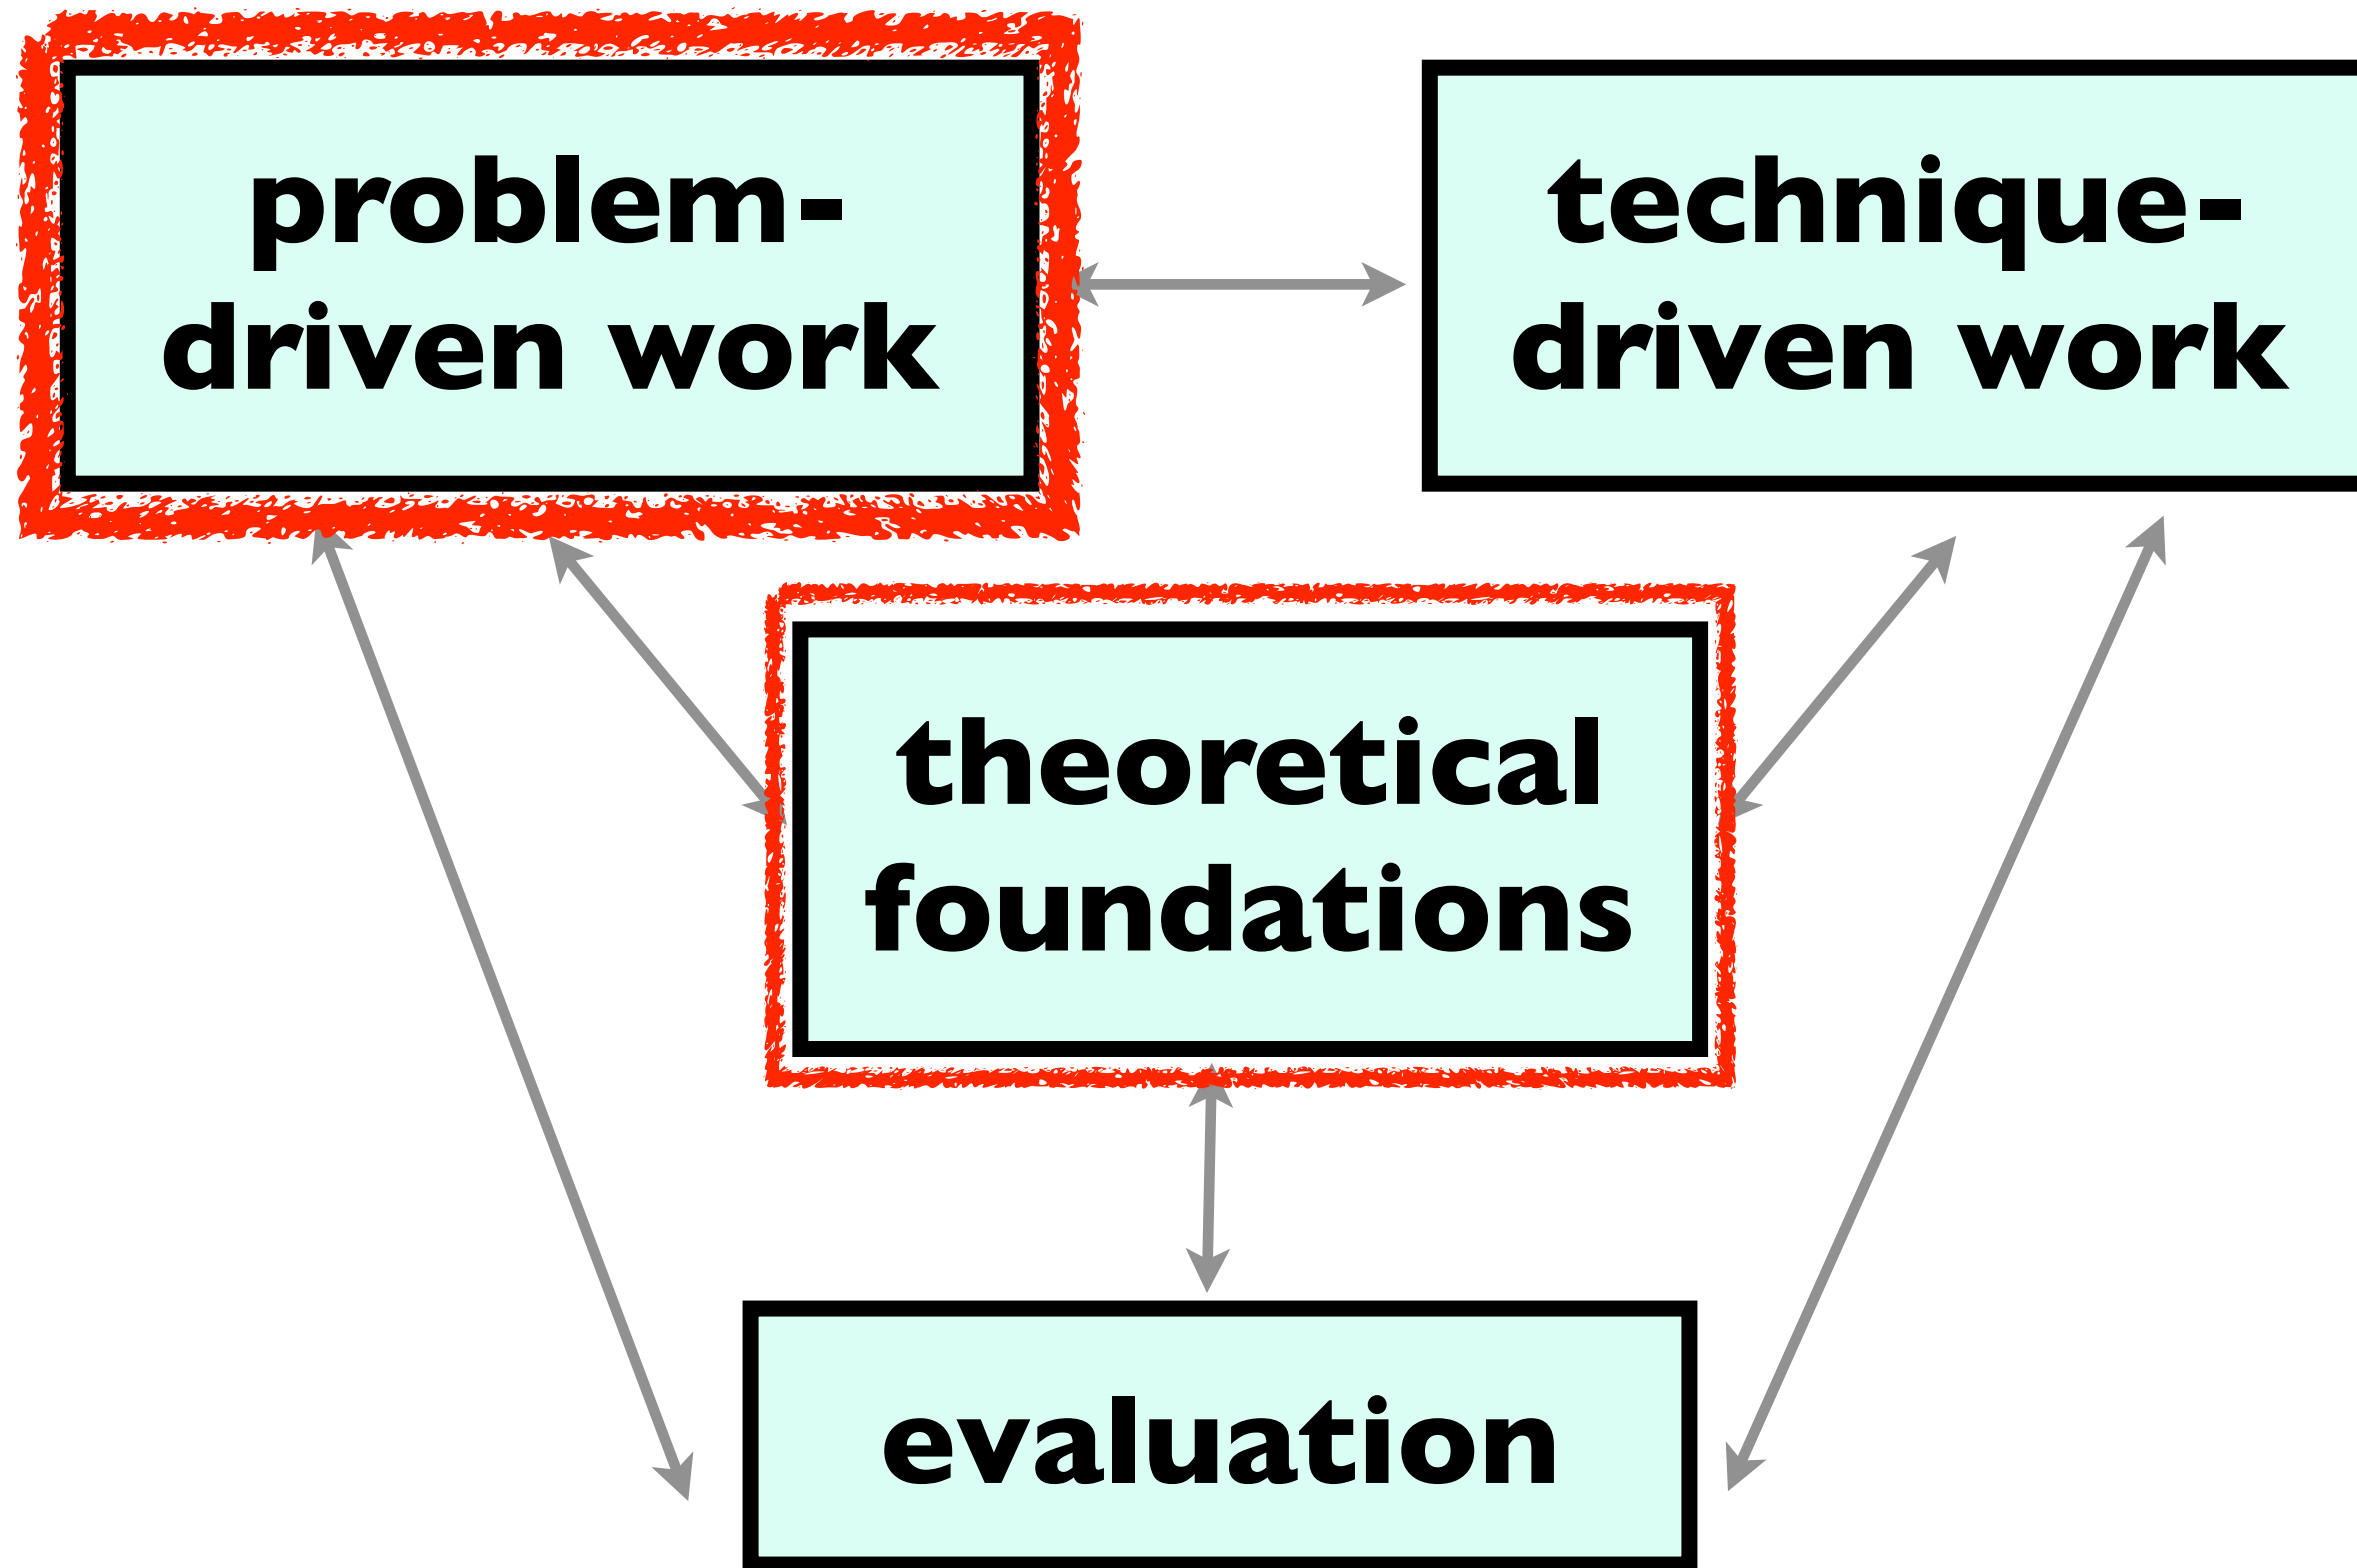 problem-
driven work
technique-
driven work
theoretical
foundations
evaluation